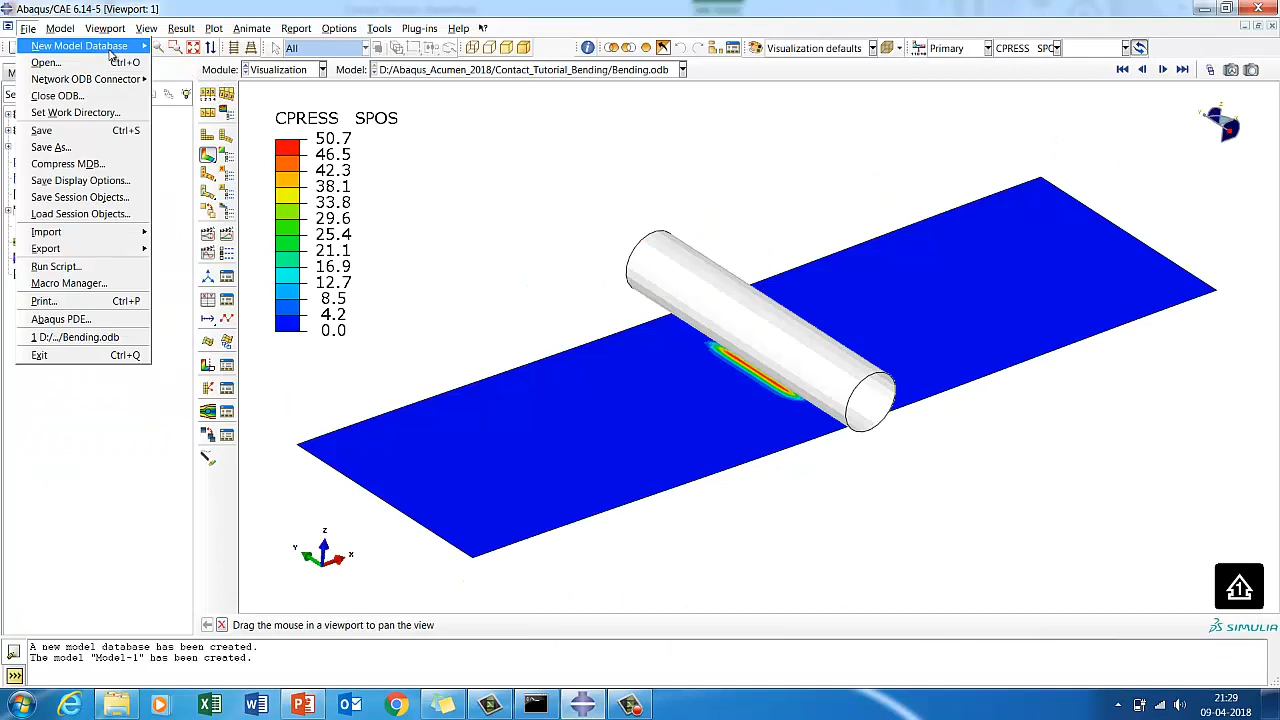 Abaqus/CAE 6.14-5 [Viewport: 1]
File Model Viewport View Result Plot Animate Report Options Tools Plug-ins Help
All
Visualization defaults
Primary
CPRESS
SPO
Module:
Visualization
Model:
D:/Abaqus_Acumen_2018/Contact_Tutorial_Bending/Bending.odb
New Model Database
Open... Ctrl+O
Network ODB Connector
Close ODB...
Set Work Directory...
Save Ctrl+S
Save As...
Compress MDB...
Save Display Options...
Save Session Objects...
Load Session Objects...
Import
Export
Run Script...
Macro Manager...
Print... Ctrl+P
Abaqus PDE...
1 D:/.../Bending.odb
Exit Ctrl+Q
CPRESS SPOS
50.7
46.5
42.3
38.1
33.8
29.6
25.4
21.1
16.9
12.7
8.5
4.2
0.0
Z
Y
X
1
Drag the mouse in a viewport to pan the view
SIMULIA
A new model database has been created.
The model "Model-1" has been created.
>>>
21:29
09-04-2018